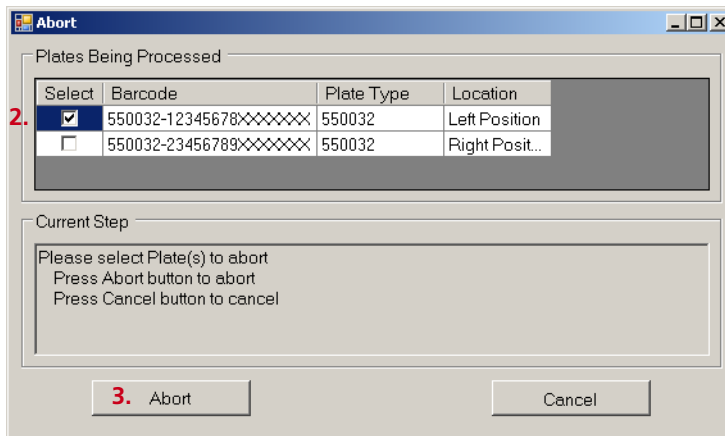 Abort
Plates Being Processed
Select Barcode Plate Type Location
2. 550032-12345678XXXXXXX 550032 Left Position
550032-23456789XXXXXXX 550032 Right Posit...
Current Step
Please select Plate(s) to abort
Press Abort button to abort
Press Cancel button to cancel
3. Abort Cancel